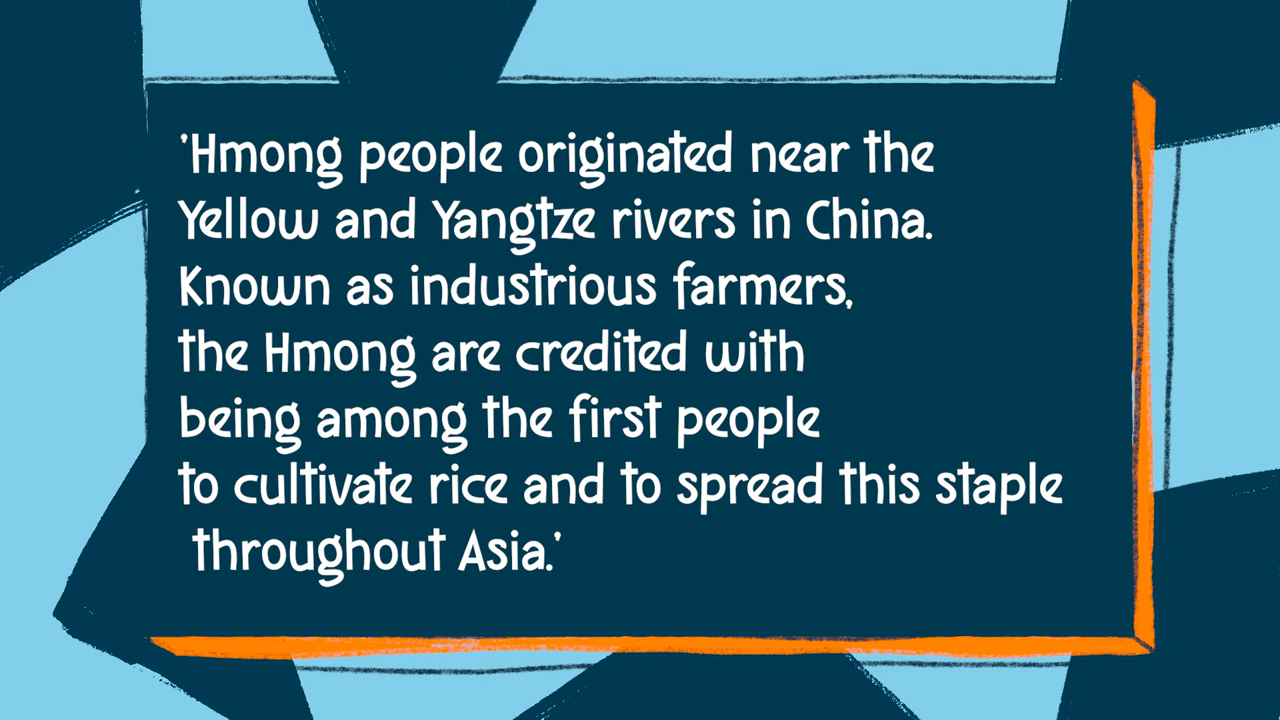 'Hmong people originated near the
Yellow and Yangtze rivers in China.
Known as industrious farmers,
the Hmong are credited with
being among the first people
to cultivate rice and to spread this staple
throughout Asia.'